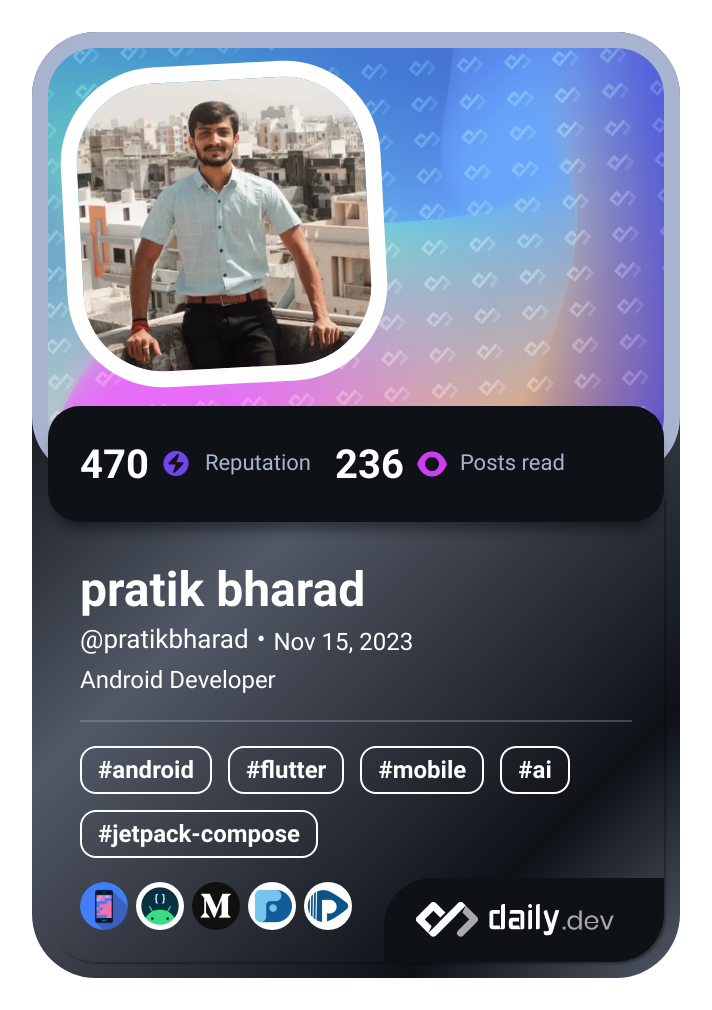 470 Reputation 236 Posts read
pratik bharad
@pratikbharad • Nov 15, 2023
Android Developer
#android #flutter #mobile #ai
#jetpack-compose
{} M daily.dev